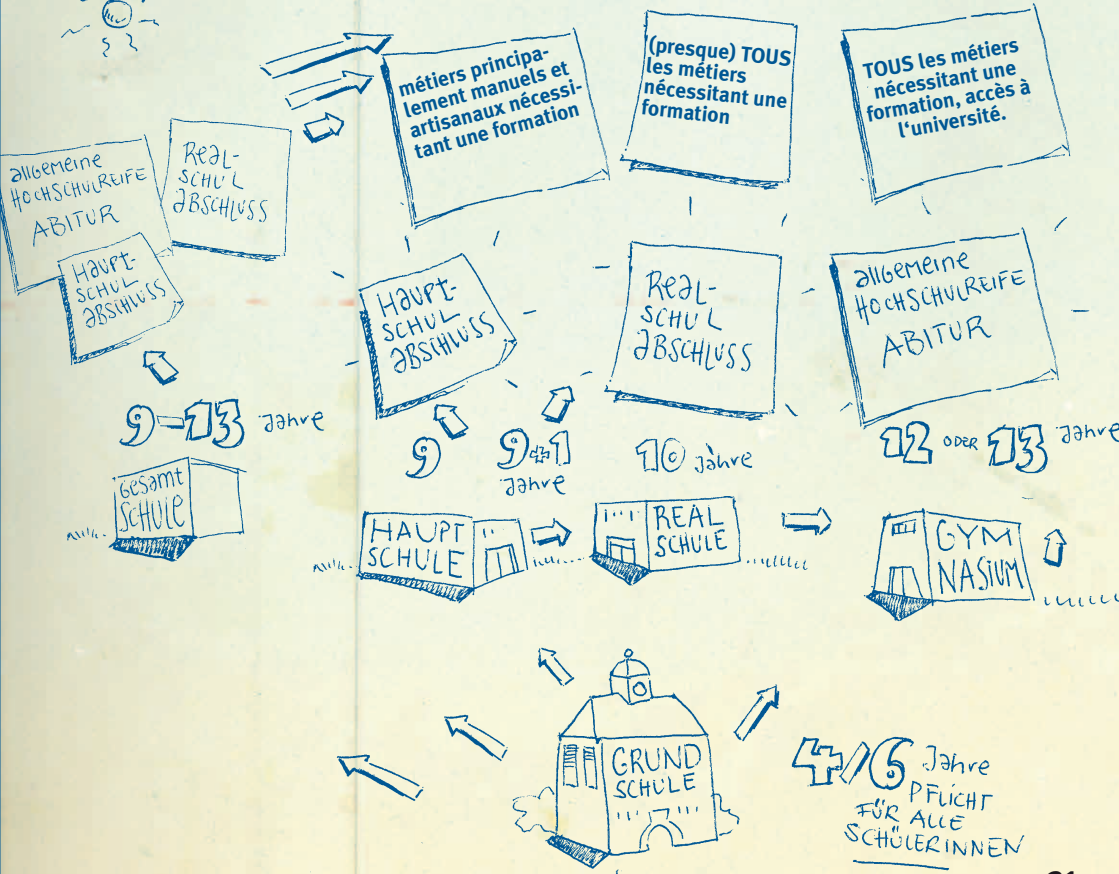 métiers principa-
lement manuels et
artisanaux nécessi-
tant une formation
(presque) TOUS
les métiers
nécessitant une
formation
TOUS les métiers
nécessitant une
formation, accès à
l‘université.
allgemeine
HOCHSCHULREIFE
ABITUR
REAL-
SCHUL
ABSCHLUSS
HAUPT-
SCHUL
ABSCHLUSS
HAUPT-
SCHUL
ABSCHLUSS
REAL-
SCHUL
ABSCHLUSS
allgemeine
HOCHSCHULREIFE
ABITUR
9-13 Jahre
9
9+1
Jahre
10 Jahre
12 ODER 13 Jahre
Gesamt
SCHULE
HAUPT
SCHULE
REAL
SCHULE
GYM
NASIUM
GRUND
SCHULE
4/6 Jahre
PFLICHT
FÜR ALLE
SCHÜLERINNEN